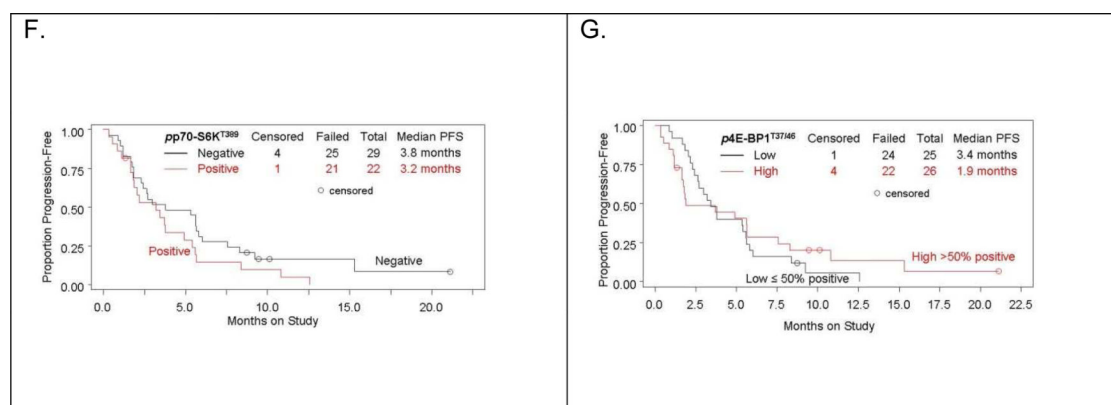 F.
pp70-S6K^T389 Censored Failed Total Median PFS
Negative 4 25 29 3.8 months
Positive 1 21 22 3.2 months
censored
Proportion Progression-Free
1.00
0.75
0.50
0.25
0.00
Positive
Negative
0.0 5.0 10.0 15.0 20.0
Months on Study
G.
p4E-BP1^T37/46 Censored Failed Total Median PFS
Low 1 24 25 3.4 months
High 4 22 26 1.9 months
censored
Proportion Progression-Free
1.00
0.75
0.50
0.25
0.00
High >50% positive
Low ≤ 50% positive
0.0 2.5 5.0 7.5 10.0 12.5 15.0 17.5 20.0 22.5
Months on Study